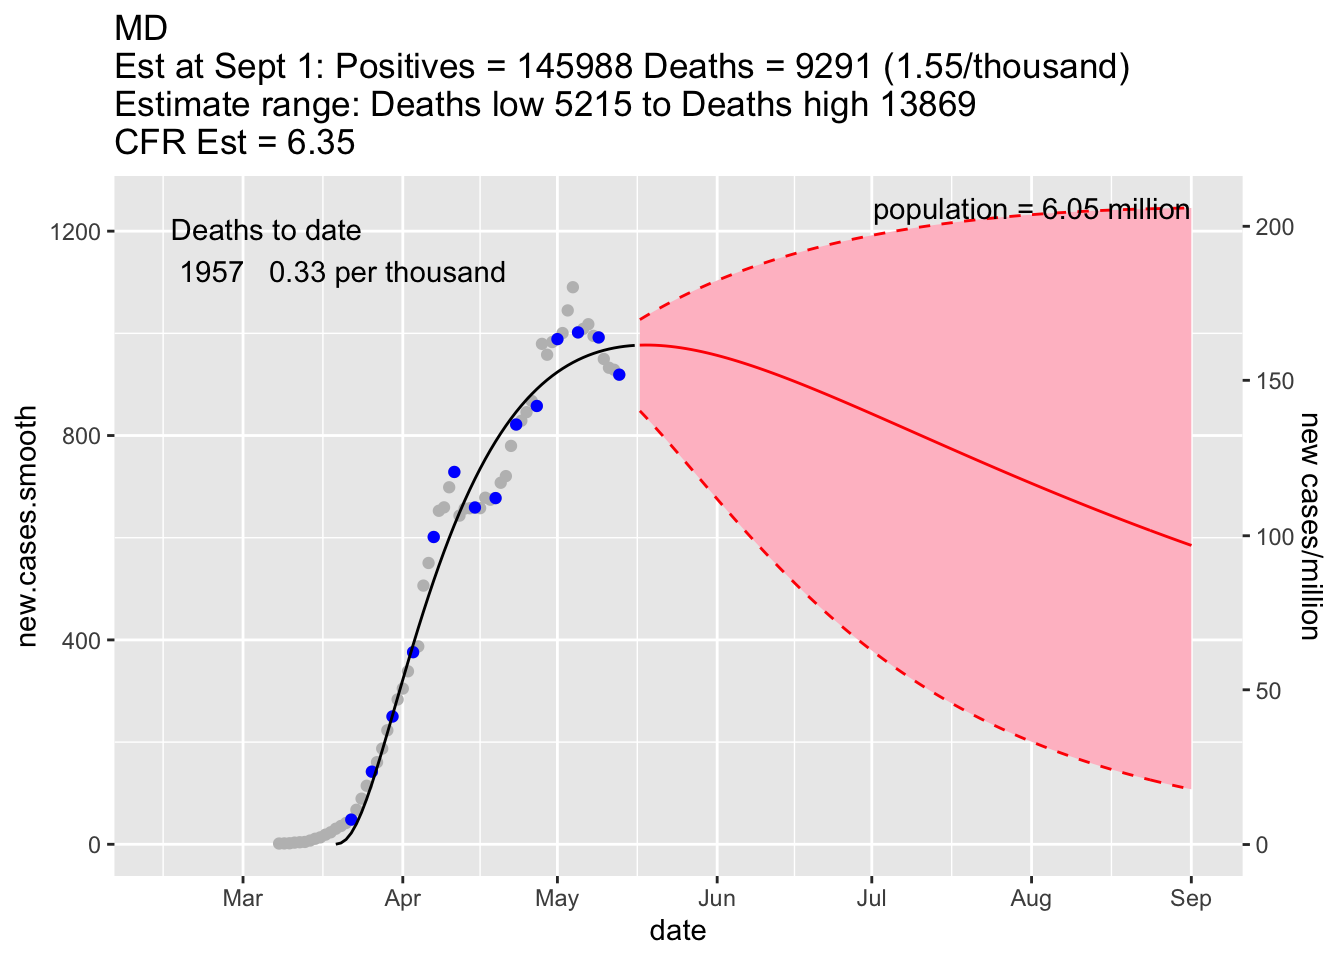 MD
Est at Sept 1: Positives = 145988 Deaths = 9291 (1.55/thousand)
Estimate range: Deaths low 5215 to Deaths high 13869
CFR Est = 6.35
Deaths to date
1957 0.33 per thousand
population = 6.05 million
1200
800
400
0
new.cases.smooth
200
150
100
50
0
new cases/million
Mar Apr May Jun Jul Aug Sep
date